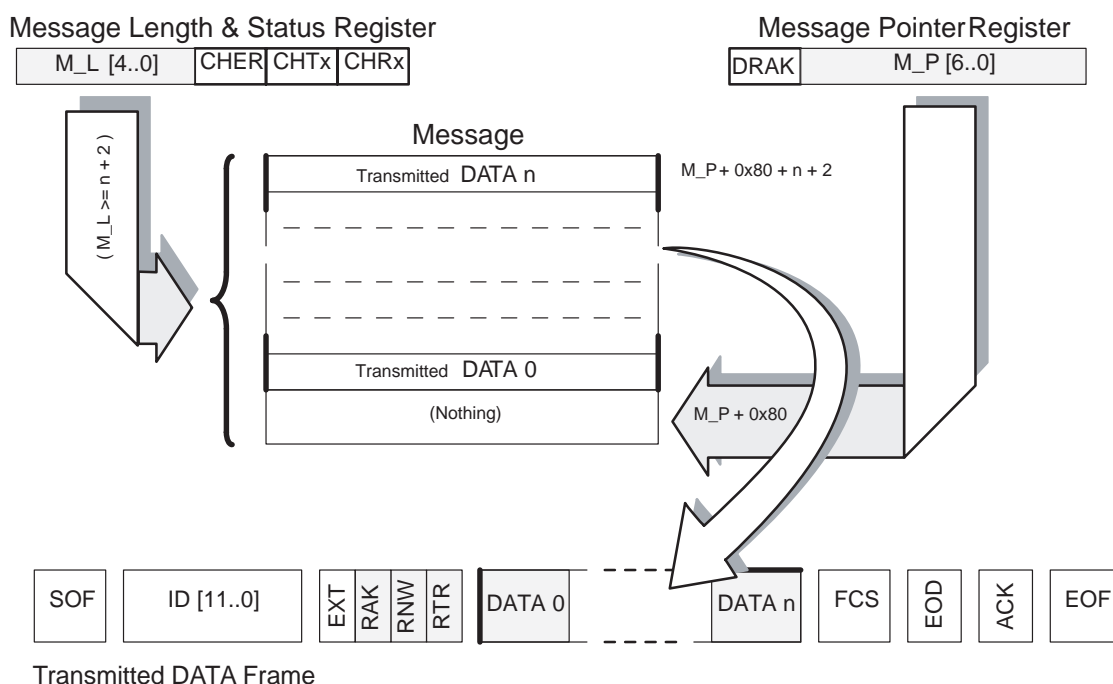 Message Length & Status Register
Message PointerRegister
M_L [4..0] CHER CHTx CHRx
DRAK M_P [6..0]
( M_L >= n + 2 )
Message
Transmitted DATA n
M_P + 0x80 + n + 2
Transmitted DATA 0
(Nothing)
M_P + 0x80
SOF ID [11..0] EXT RAK RNW RTR DATA 0 DATA n FCS EOD ACK EOF
Transmitted DATA Frame